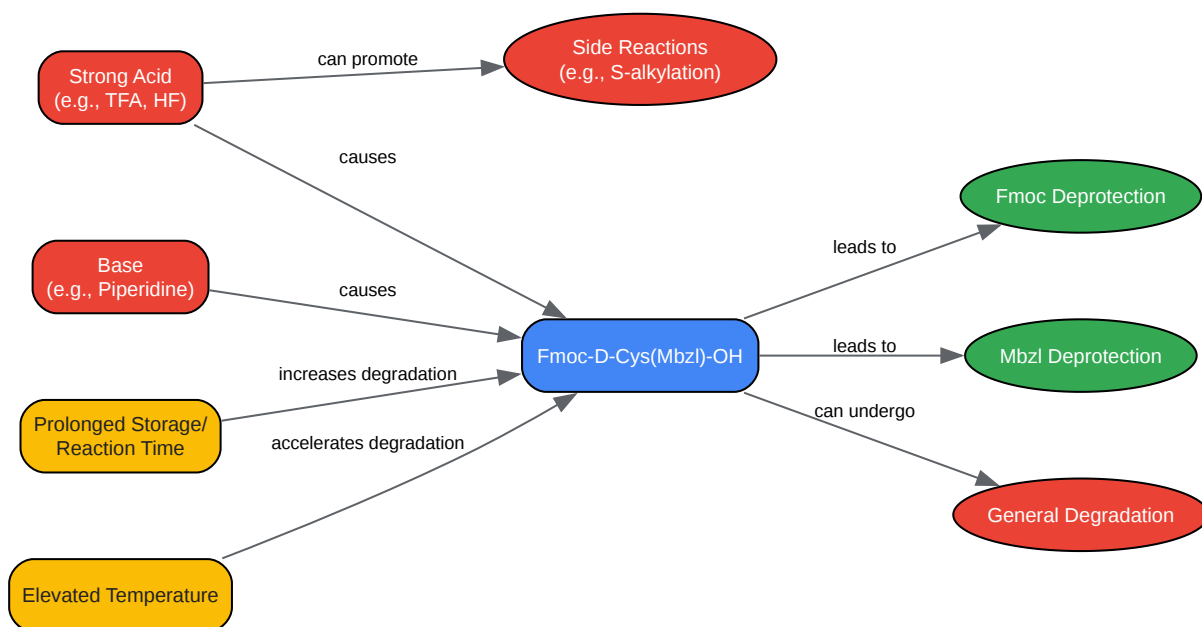 Side Reactions
(e.g., S-alkylation)
can promote
Strong Acid
(e.g., TFA, HF)
causes
Fmoc Deprotection
leads to
Base
(e.g., Piperidine)
causes
Fmoc-D-Cys(Mbzl)-OH
leads to
Mbzl Deprotection
increases degradation
can undergo
Prolonged Storage/
Reaction Time
accelerates degradation
General Degradation
Elevated Temperature